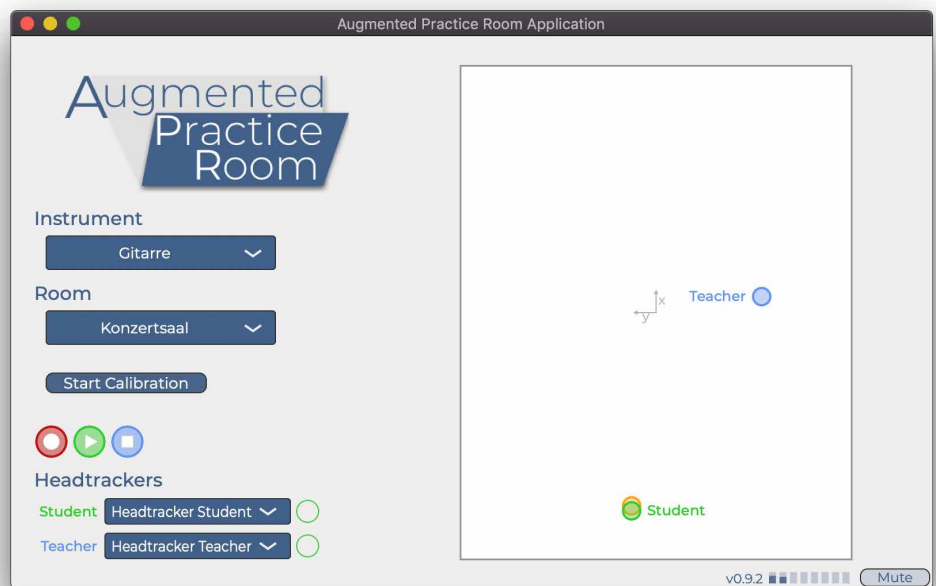 Augmented Practice Room Application
Augmented
Practice
Room
Instrument
Gitarre
Room
Konzertsaal
Start Calibration
Headtrackers
Student Headtracker Student
Teacher Headtracker Teacher
x
y
Teacher
Student
v0.9.2
Mute